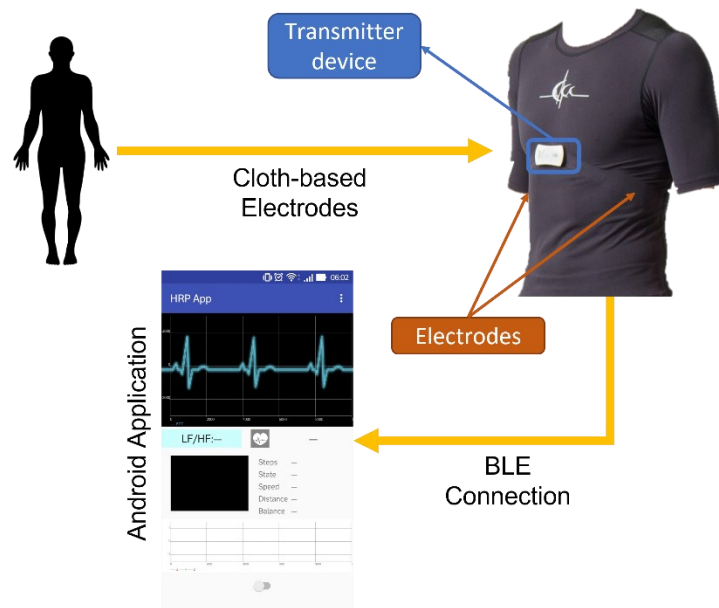 Transmitter
device
Cloth-based
Electrodes
Electrodes
Android Application
06:02
HRP App
LF/HF:—
—
Steps —
State —
Speed —
Distance —
Balance —
BLE
Connection